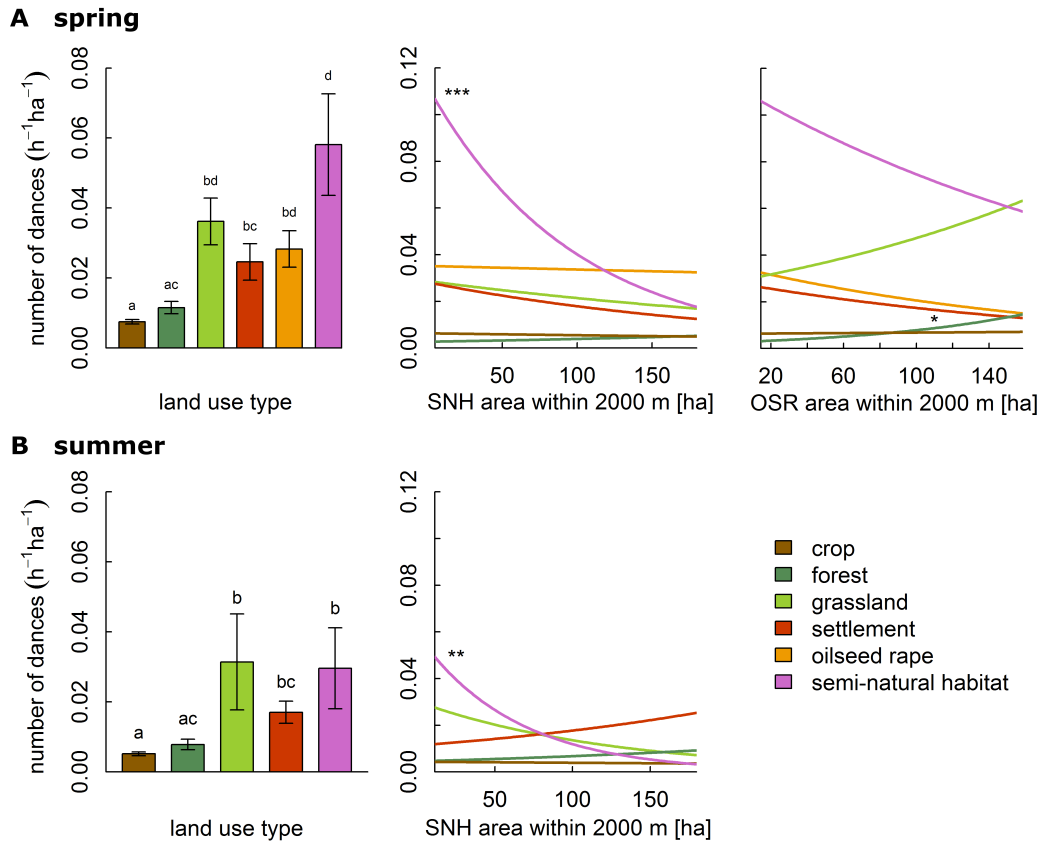 A spring
number of dances (h⁻¹ha⁻¹)
0.00 0.02 0.04 0.06 0.08
a ac bd bc bd d
land use type
0.00 0.04 0.08 0.12
***
50 100 150
SNH area within 2000 m [ha]
*
20 60 100 140
OSR area within 2000 m [ha]
B summer
number of dances (h⁻¹ha⁻¹)
0.00 0.02 0.04 0.06 0.08
a ac b bc b
land use type
0.00 0.04 0.08 0.12
**
50 100 150
SNH area within 2000 m [ha]
crop
forest
grassland
settlement
oilseed rape
semi-natural habitat